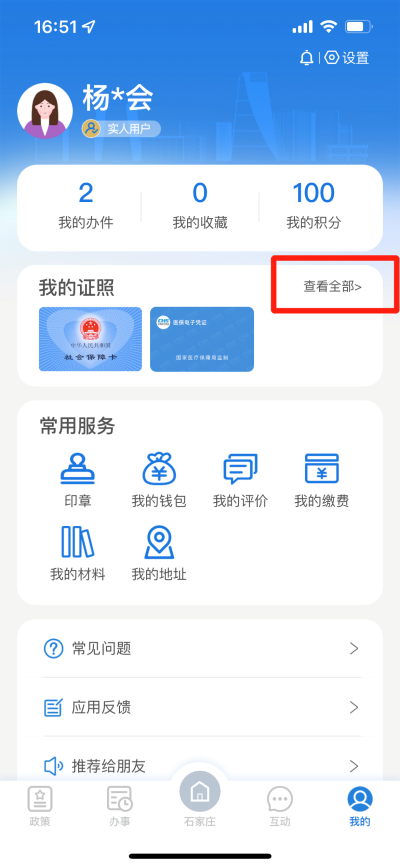 16:51
设置
杨*会
实人用户
2 0 100
我的办件 我的收藏 我的积分
我的证照 查看全部>
中华人民共和国
社会保障卡
CHS 医保电子凭证
国家医疗保障局监制
常用服务
印章 我的钱包 我的评价 我的缴费
我的材料 我的地址
常见问题
应用反馈
推荐给朋友
政策 办事 石家庄 互动 我的